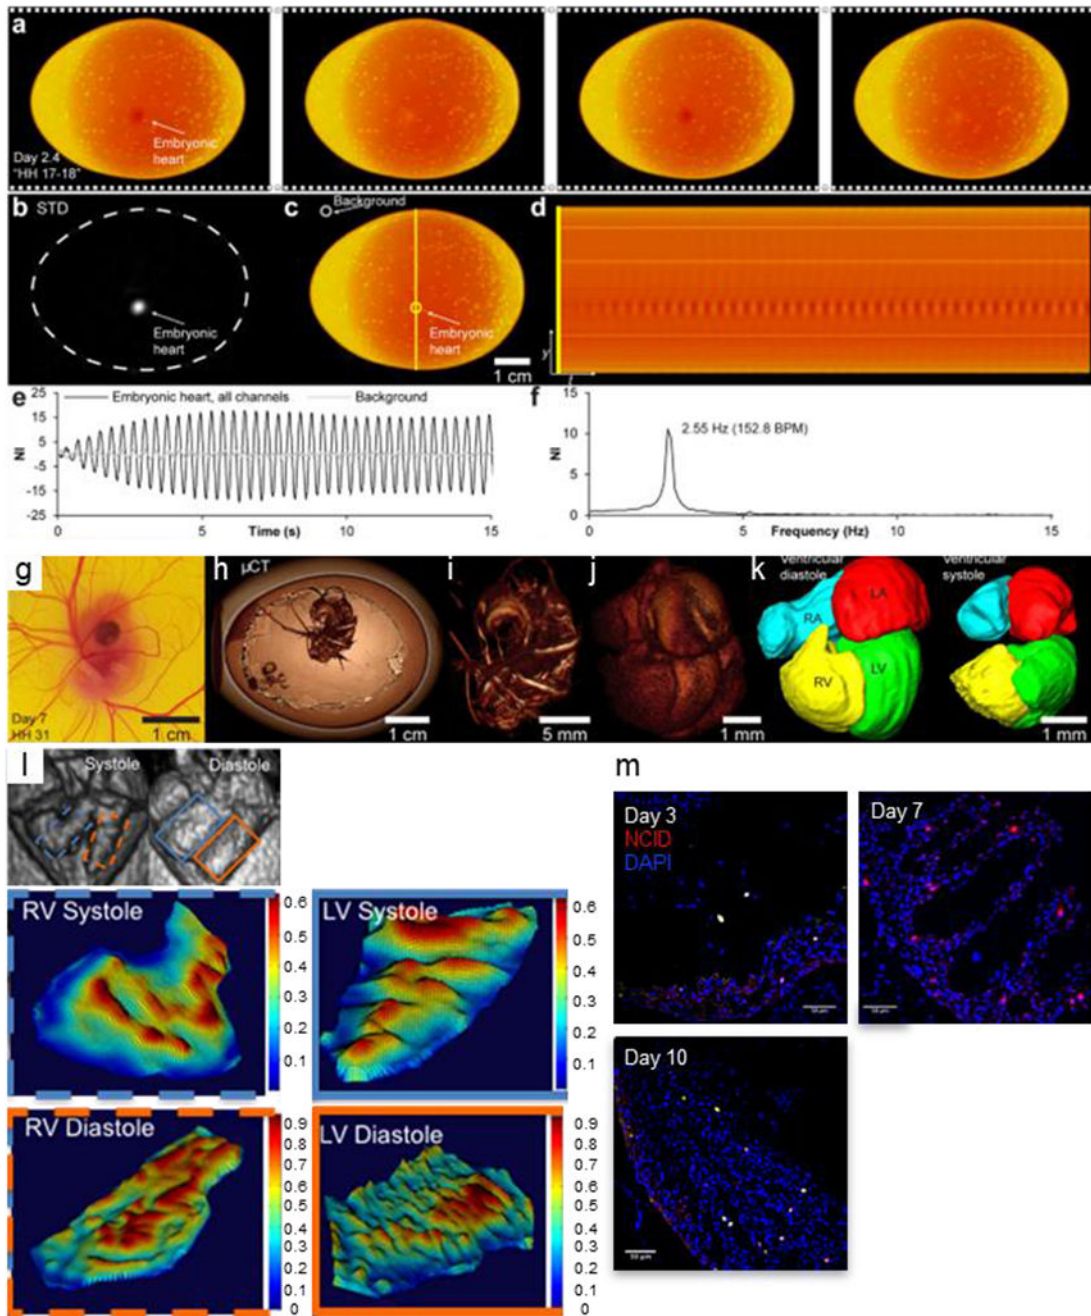 a
Embryonic
heart
Day 2.4
"HH 17-18"
b STD
Embryonic
heart
c
Background
Embryonic
heart
1 cm
d
y
t
e
25
15
5
-5
-15
-25
NI
Embryonic heart, all channels
Background
0
5
10
15
Time (s)
f
15
10
5
0
NI
2.55 Hz (152.8 BPM)
0
5
10
15
Frequency (Hz)
g
Day 7
HH 31
1 cm
h
μCT
1 cm
i
5 mm
j
1 mm
k
Ventricular
diastole
LA
RA
LV
RV
Ventricular
systole
1 mm
l
Systole
Diastole
RV Systole
0.6
0.5
0.4
0.3
0.2
0.1
LV Systole
0.6
0.5
0.4
0.3
0.2
0.1
RV Diastole
0.9
0.8
0.7
0.6
0.5
0.4
0.3
0.2
0.1
0
LV Diastole
0.9
0.8
0.7
0.6
0.5
0.4
0.3
0.2
0.1
0
m
Day 3
NCID
DAPI
Day 7
Day 10